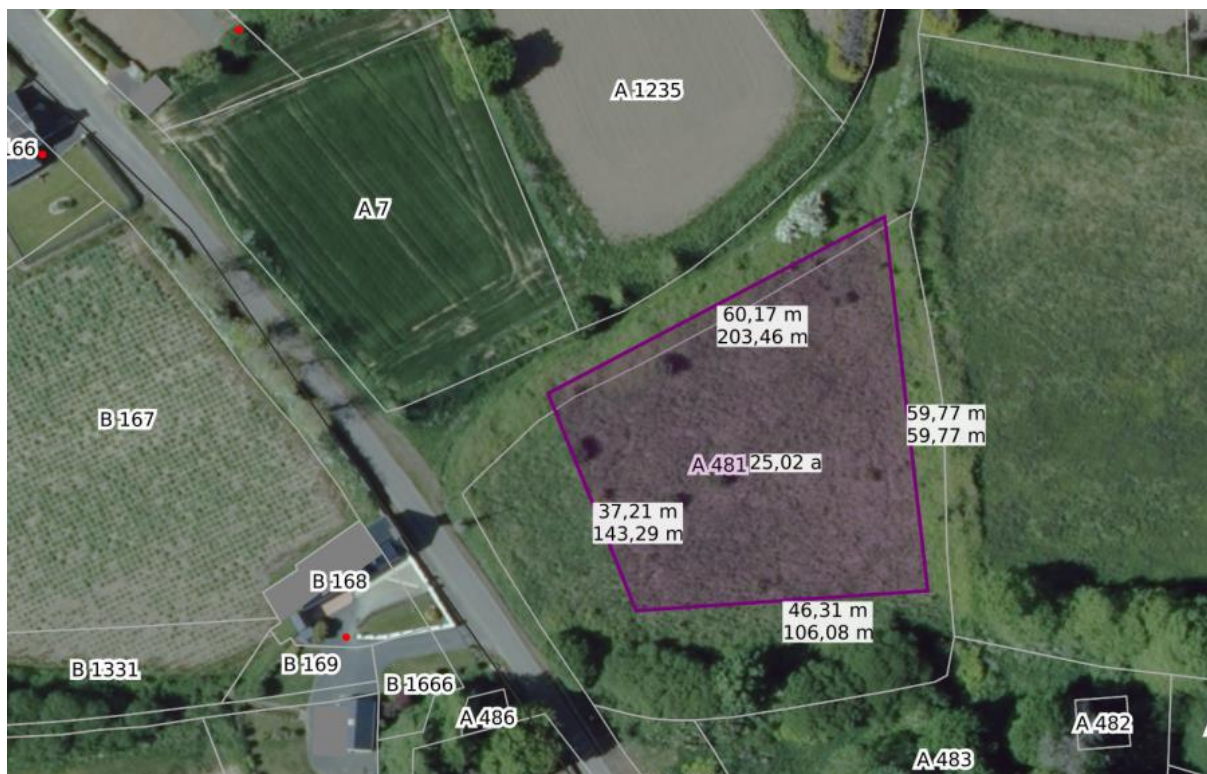 A 1235
166
A 7
60,17 m
203,46 m
B 167
59,77 m
59,77 m
A 481 25,02 a
37,21 m
143,29 m
B 168
46,31 m
106,08 m
B 169
B 1331
B 1666
A 486
A 482
A 483